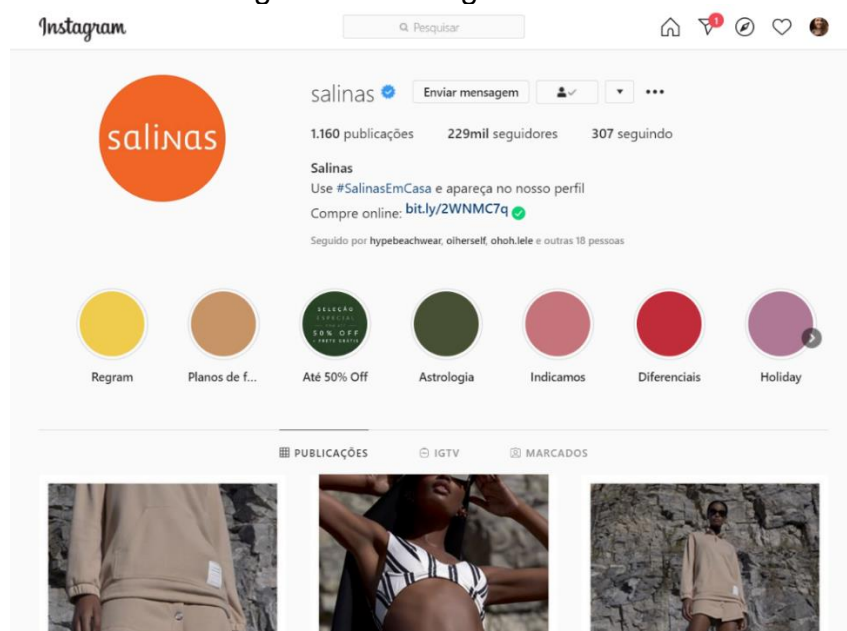 Instagram
Pesquisar
1
salinas Enviar mensagem
salinas
1.160 publicações 229mil seguidores 307 seguindo
Salinas
Use #SalinasEmCasa e apareça no nosso perfil
Compre online: bit.ly/2WNMC7q
Seguido por hypebeachwear, oiherself, ohoh.lele e outras 18 pessoas
SELEÇÃO
ESPECIAL
50% OFF
+ FRETE GRÁTIS
Regram Planos de f... Até 50% Off Astrologia Indicamos Diferenciais Holiday
PUBLICAÇÕES IGTV MARCADOS